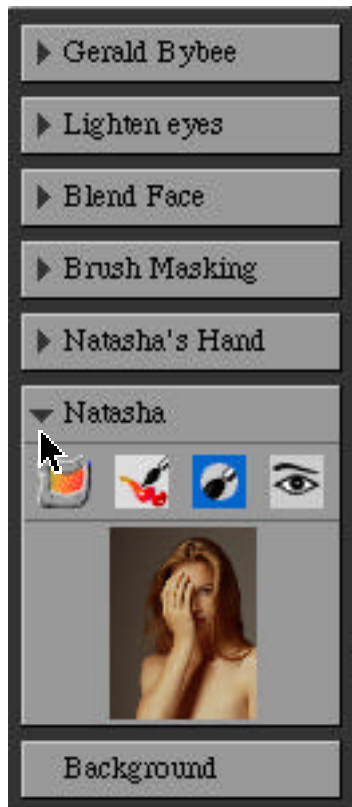 Gerald Bybee
Lighten eyes
Blend Face
Brush Masking
Natasha's Hand
Natasha
Background